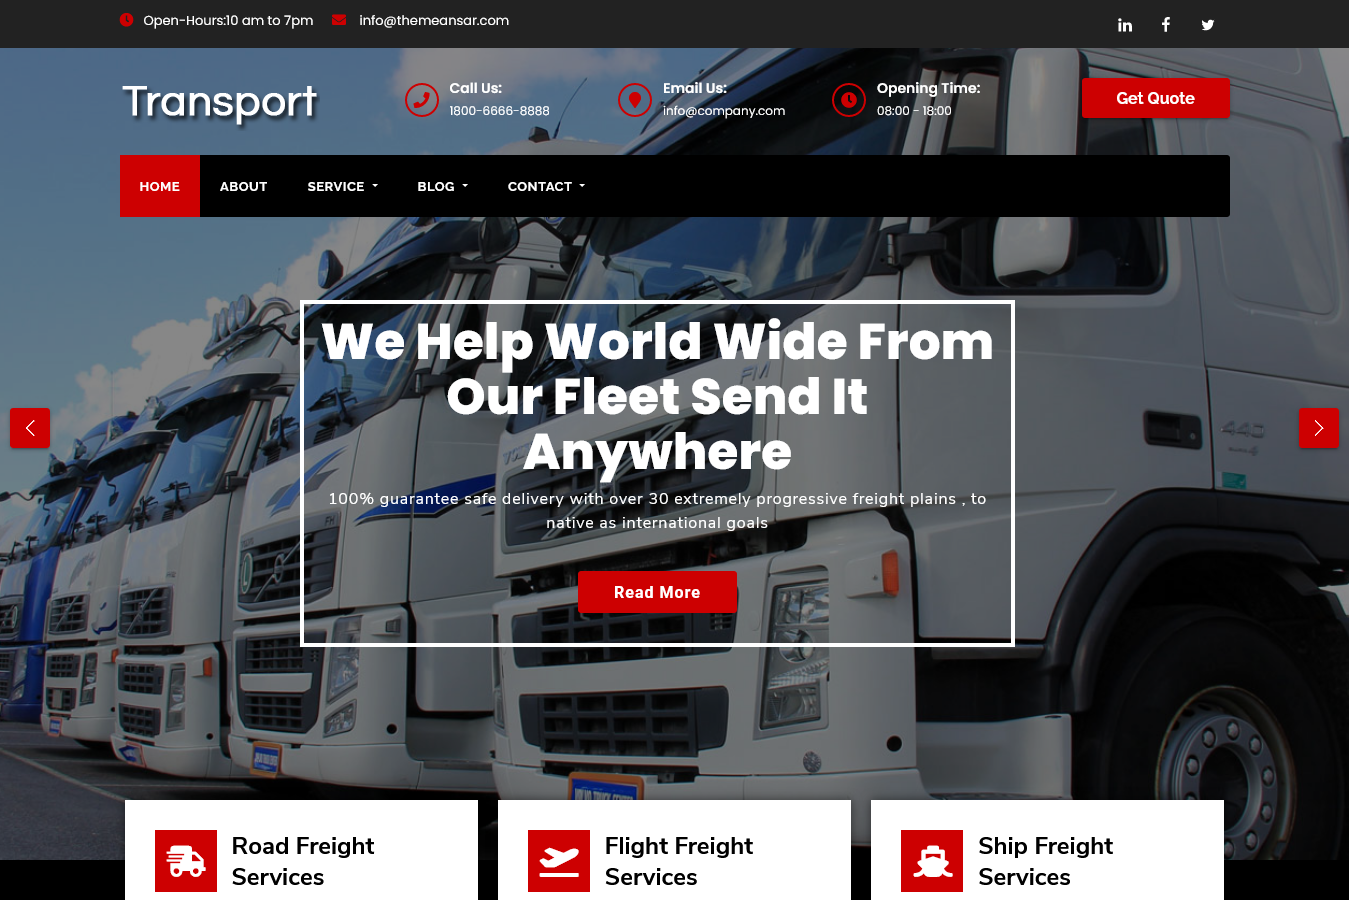 Open-Hours:10 am to 7pm
info@themeansar.com
Transport
Call Us:
1800-6666-8888
Email Us:
info@company.com
Opening Time:
08:00 - 18:00
Get Quote
HOME
ABOUT
SERVICE
BLOG
CONTACT
We Help World Wide From
Our Fleet Send It
Anywhere
100% guarantee safe delivery with over 30 extremely progressive freight plains , to
native as international goals
Read More
FM
440
FH
Road Freight
Services
Flight Freight
Services
Ship Freight
Services